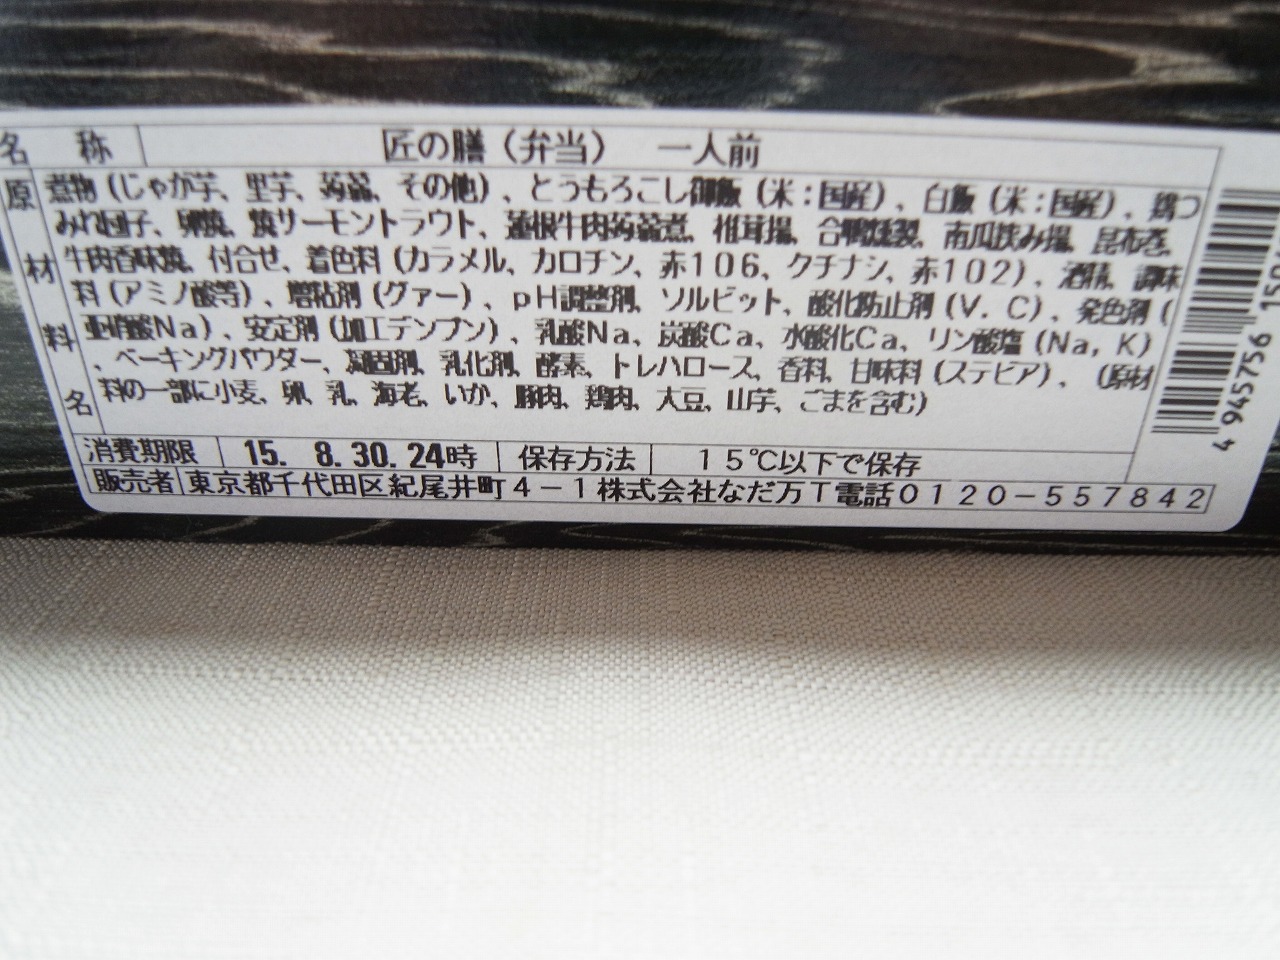 名称 匠の膳（弁当） 一人前
原材料名
煮物（じゃが芋、里芋、蒟蒻、その他）、とうもろこし御飯（米：国産）、白飯（米：国産）、鶏つ
みれ団子、卵焼、焼サーモントラウト、蓮根牛肉蒟蒻煮、椎茸揚、合鴨燻製、南瓜挟み揚、昆布巻、
牛肉香味焼、付合せ、着色料（カラメル、カロチン、赤１０６、クチナシ、赤１０２）、酒精、調味
料（アミノ酸等）、増粘剤（グァー）、ｐＨ調整剤、ソルビット、酸化防止剤（Ｖ．Ｃ）、発色剤（
亜硝酸Ｎａ）、安定剤（加工デンプン）、乳酸Ｎａ、炭酸Ｃａ、水酸化Ｃａ、リン酸塩（Ｎａ，Ｋ）
、ベーキングパウダー、凝固剤、乳化剤、酵素、トレハロース、香料、甘味料（ステビア）、（原材
料の一部に小麦、卵、乳、海老、いか、豚肉、鶏肉、大豆、山芋、ごまを含む）
消費期限 15. 8.30.24時 保存方法 １５℃以下で保存
販売者 東京都千代田区紀尾井町４－１株式会社なだ万Ｔ電話０１２０－５５７８４２
4 945756